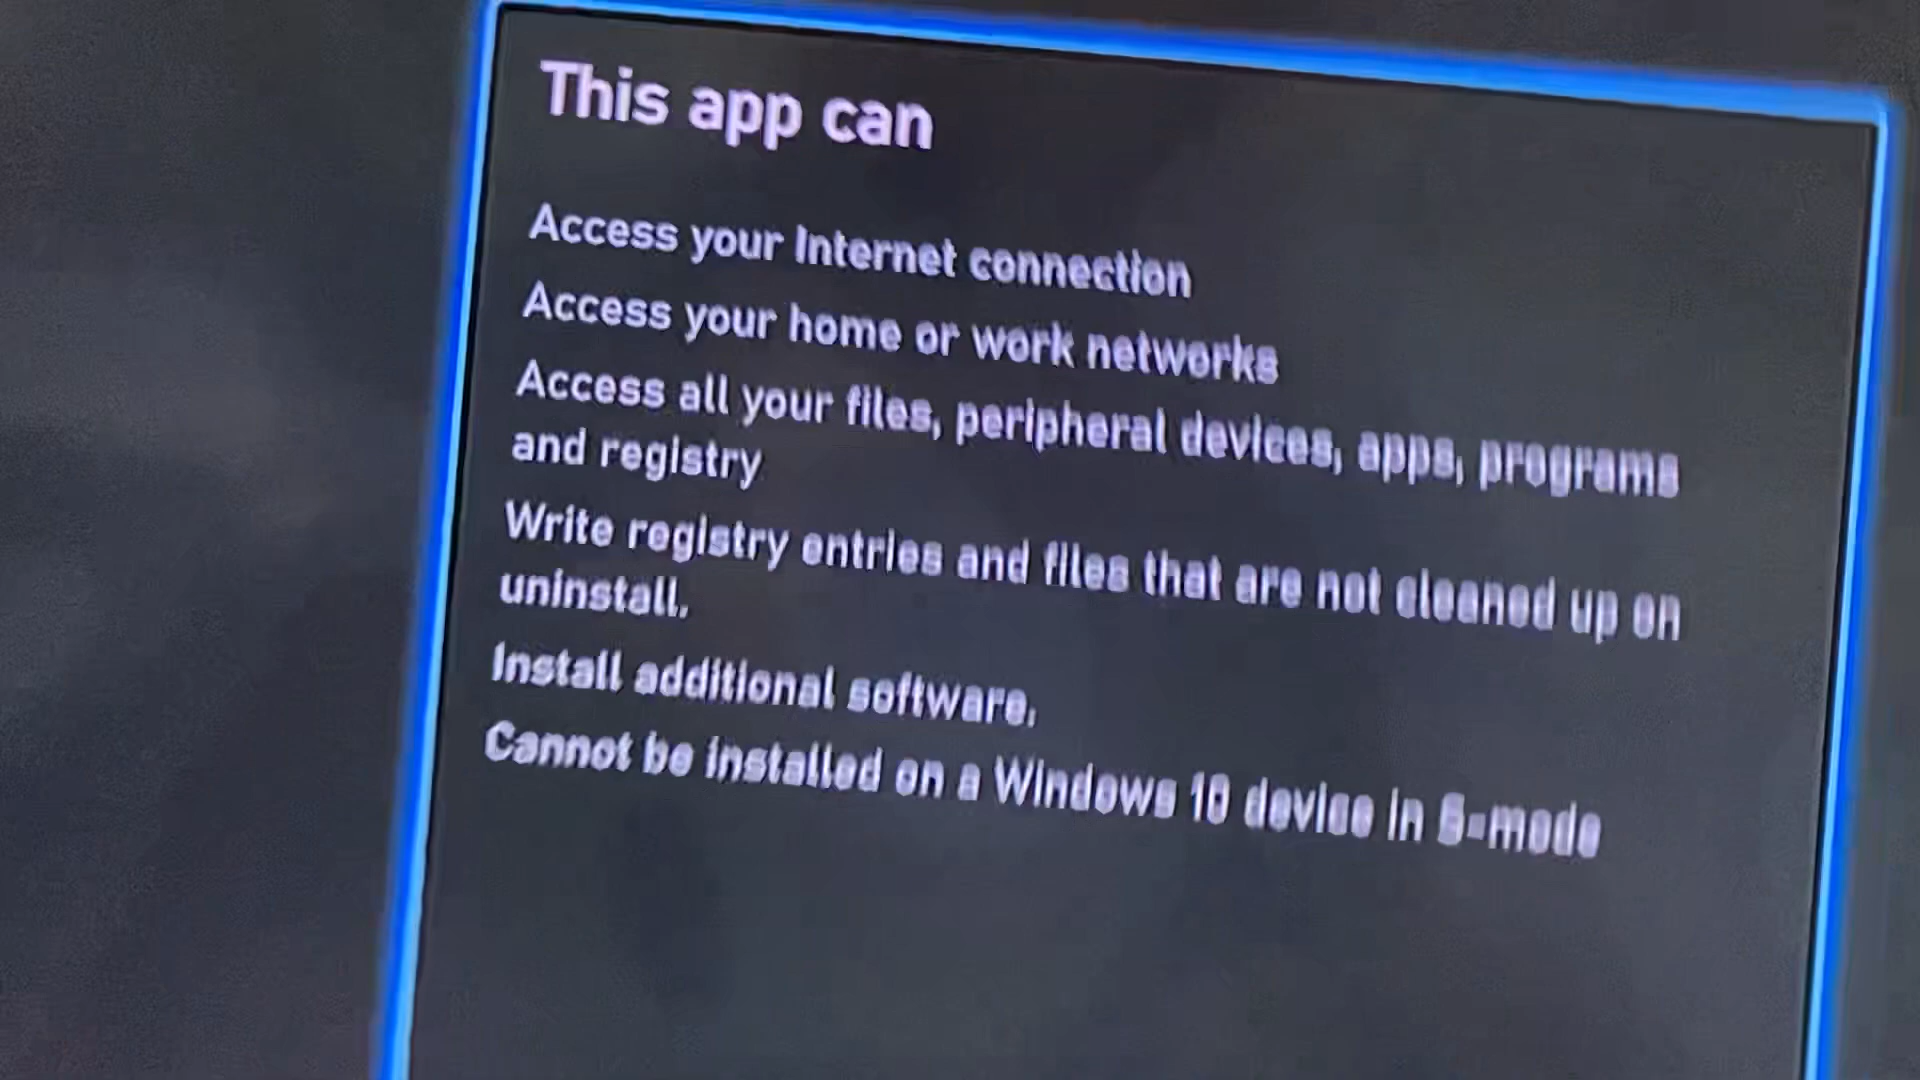 This app can
Access your Internet connection
Access your home or work networks
Access all your files, peripheral devices, apps, programs
and registry
Write registry entries and files that are not cleaned up on
uninstall.
Install additional software.
Cannot be installed on a Windows 10 device in S-mode